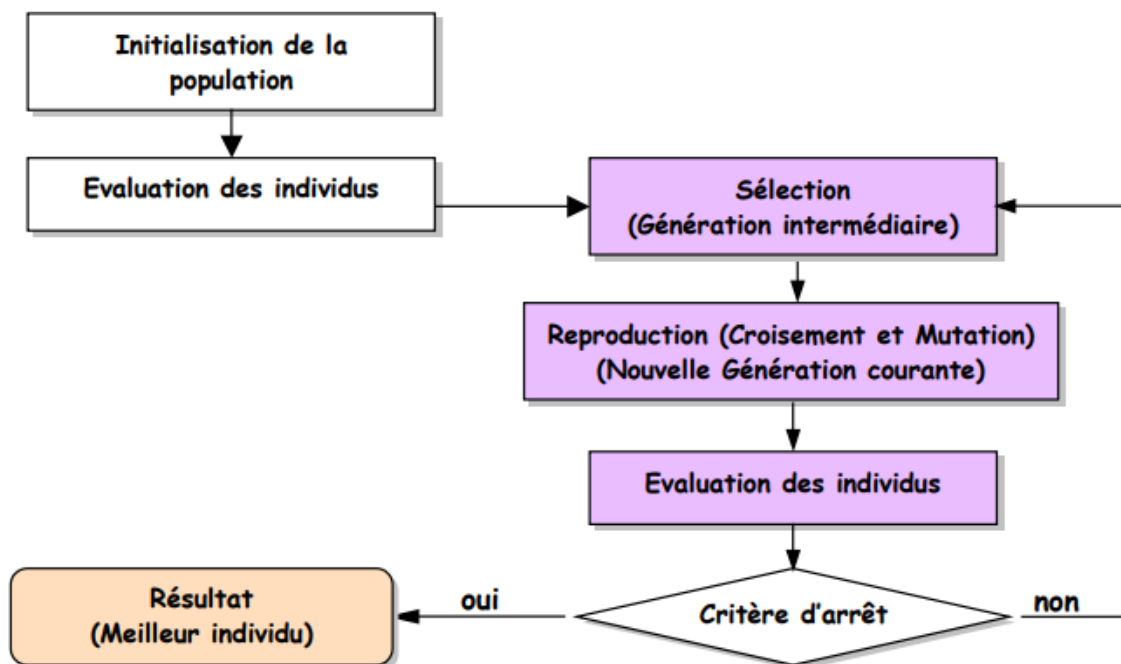 Initialisation de la
population
Evaluation des individus
Sélection
(Génération intermédiaire)
Reproduction (Croisement et Mutation)
(Nouvelle Génération courante)
Evaluation des individus
Critère d'arrêt
oui
non
Résultat
(Meilleur individu)